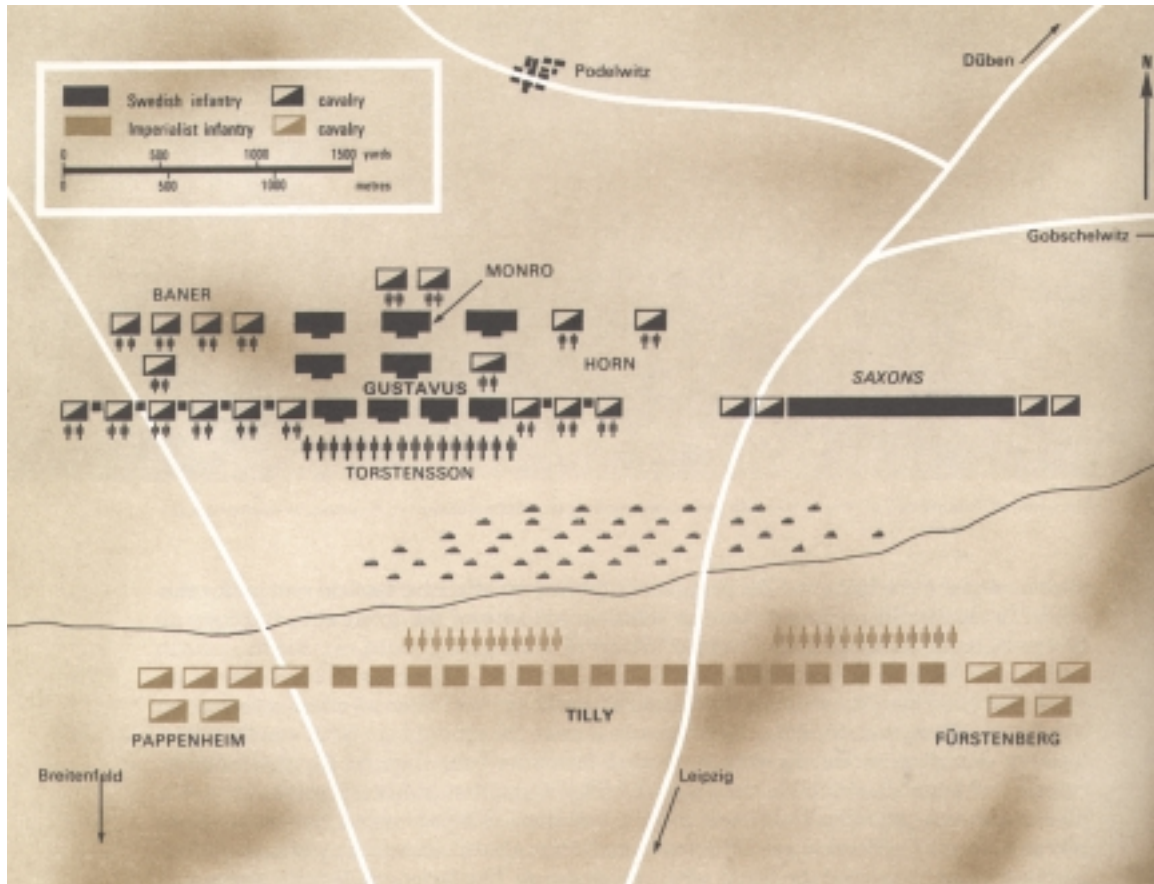 Podelwitz
Düben
N
Swedish infantry cavalry
Imperialist infantry cavalry
0 500 1000 1500 yards
0 500 1000 metres
Gobschelwitz
MONRO
BANER
HORN
GUSTAVUS
SAXONS
TORSTENSSON
TILLY
PAPPENHEIM
FÜRSTENBERG
Breitenfeld
Leipzig